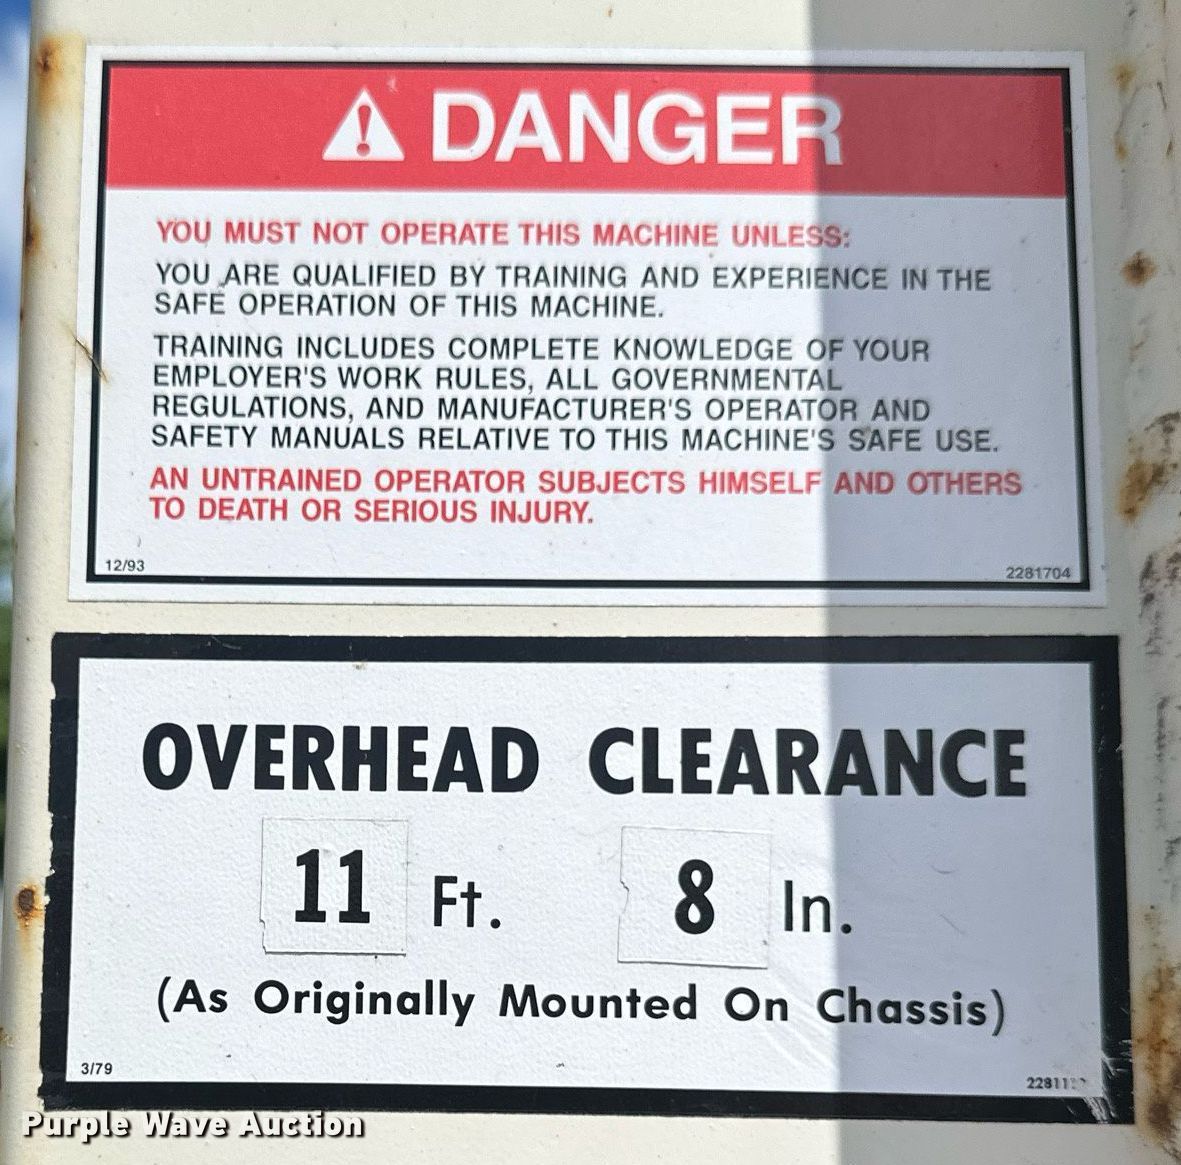 DANGER
YOU MUST NOT OPERATE THIS MACHINE UNLESS:
YOU ARE QUALIFIED BY TRAINING AND EXPERIENCE IN THE
SAFE OPERATION OF THIS MACHINE.
TRAINING INCLUDES COMPLETE KNOWLEDGE OF YOUR
EMPLOYER'S WORK RULES, ALL GOVERNMENTAL
REGULATIONS, AND MANUFACTURER'S OPERATOR AND
SAFETY MANUALS RELATIVE TO THIS MACHINE'S SAFE USE.
AN UNTRAINED OPERATOR SUBJECTS HIMSELF AND OTHERS
TO DEATH OR SERIOUS INJURY.
12/93 2281704
OVERHEAD CLEARANCE
11 Ft. 8 In.
(As Originally Mounted On Chassis)
3/79
Purple Wave Auction